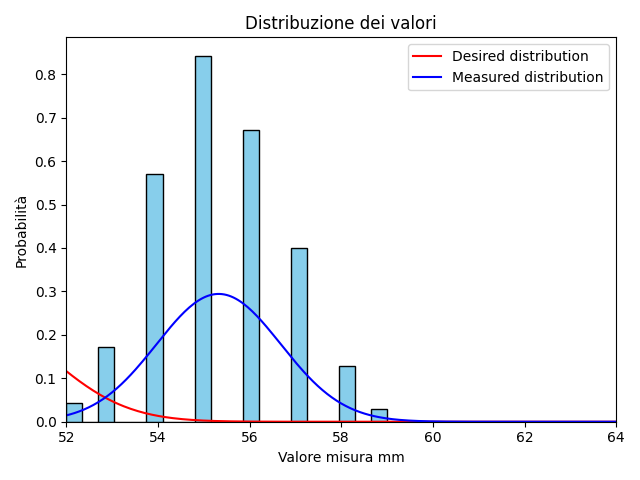 Distribuzione dei valori
Desired distribution
Measured distribution
Probabilità
0.8
0.7
0.6
0.5
0.4
0.3
0.2
0.1
0.0
52 54 56 58 60 62 64
Valore misura mm